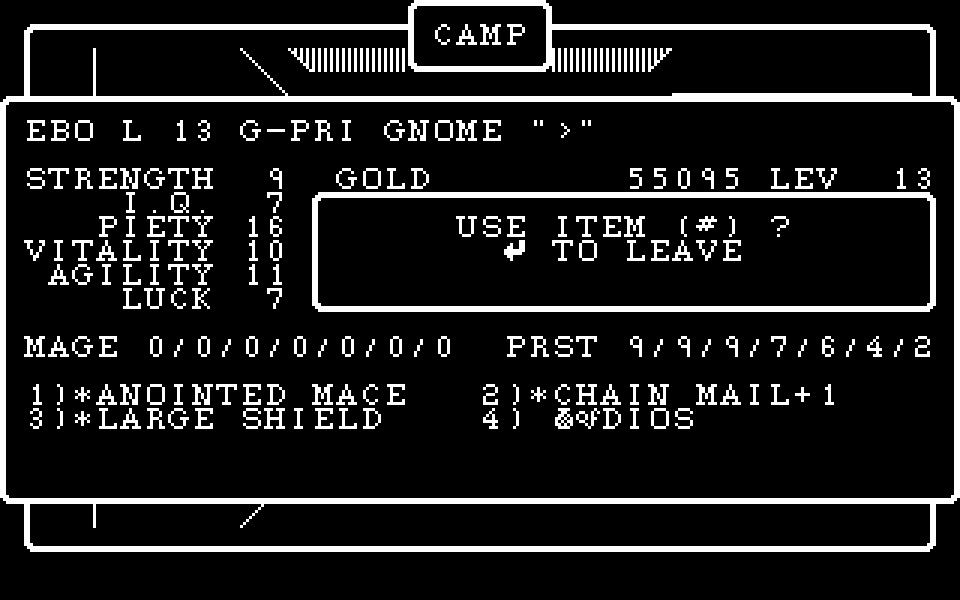 CAMP
EBO L 13 G-PRI GNOME ">"
STRENGTH 9 GOLD 55095 LEV 13
I.Q. 7
PIETY 16 USE ITEM (#) ?
VITALITY 10 ↵ TO LEAVE
AGILITY 11
LUCK 7
MAGE 0/0/0/0/0/0/0 PRST 9/9/9/7/6/4/2
1)*ANOINTED MACE 2)*CHAIN MAIL+1
3)*LARGE SHIELD 4) DIOS